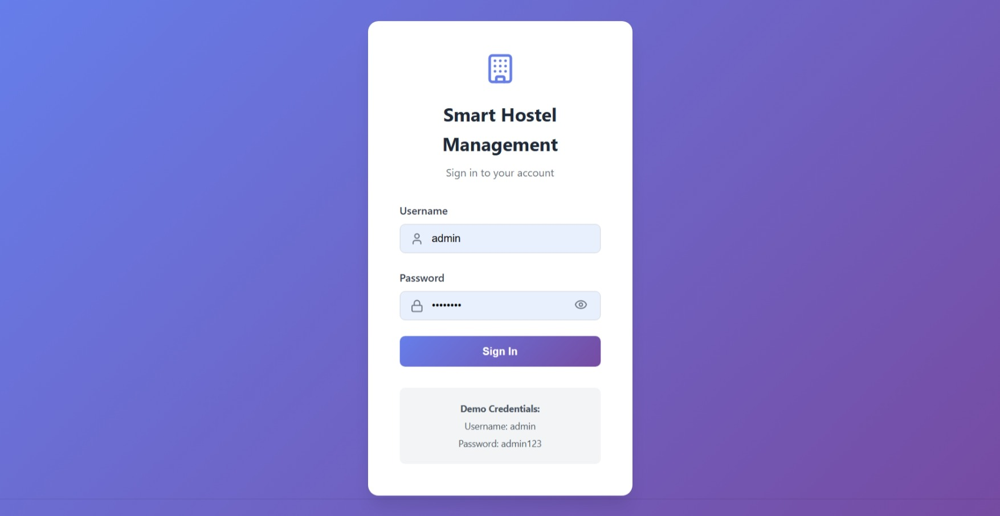 Smart Hostel
Management
Sign in to your account
Username
admin
Password
••••••••
Sign In
Demo Credentials:
Username: admin
Password: admin123